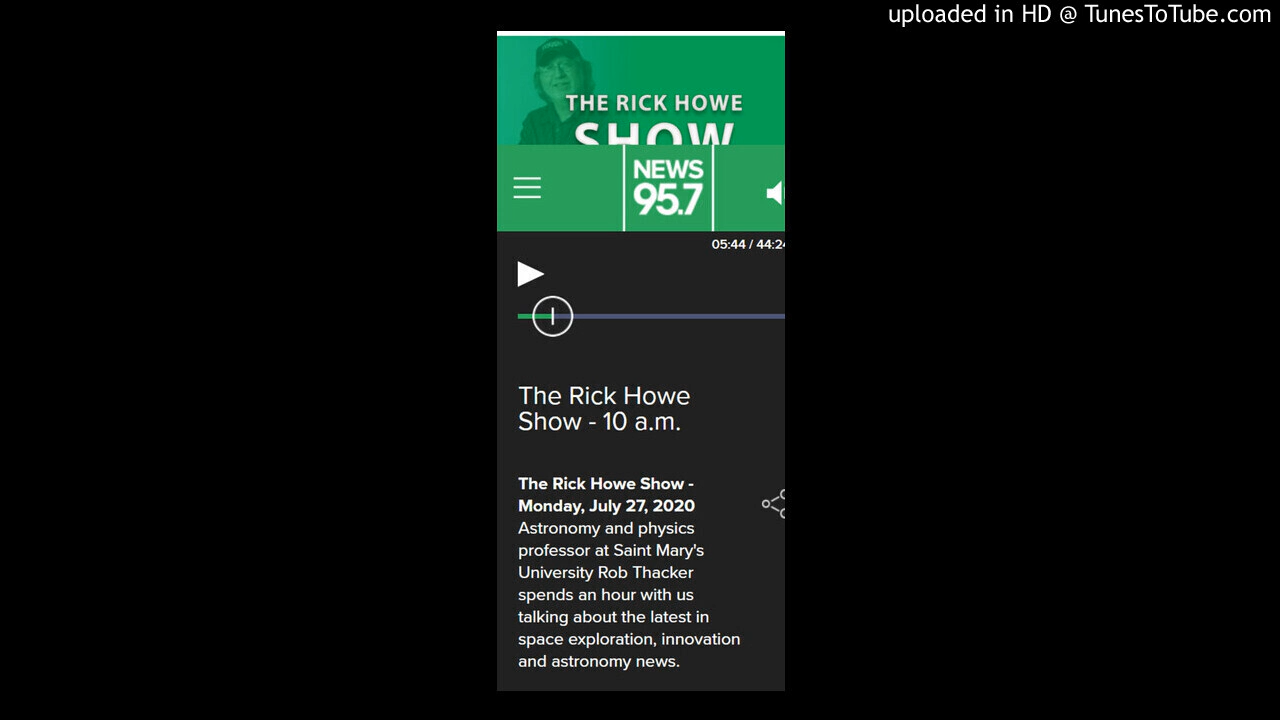 uploaded in HD @ TunesToTube.com
THE RICK HOWE
SHOW
NEWS
95.7
05:44 / 44:24
The Rick Howe
Show - 10 a.m.
The Rick Howe Show -
Monday, July 27, 2020
Astronomy and physics
professor at Saint Mary's
University Rob Thacker
spends an hour with us
talking about the latest in
space exploration, innovation
and astronomy news.